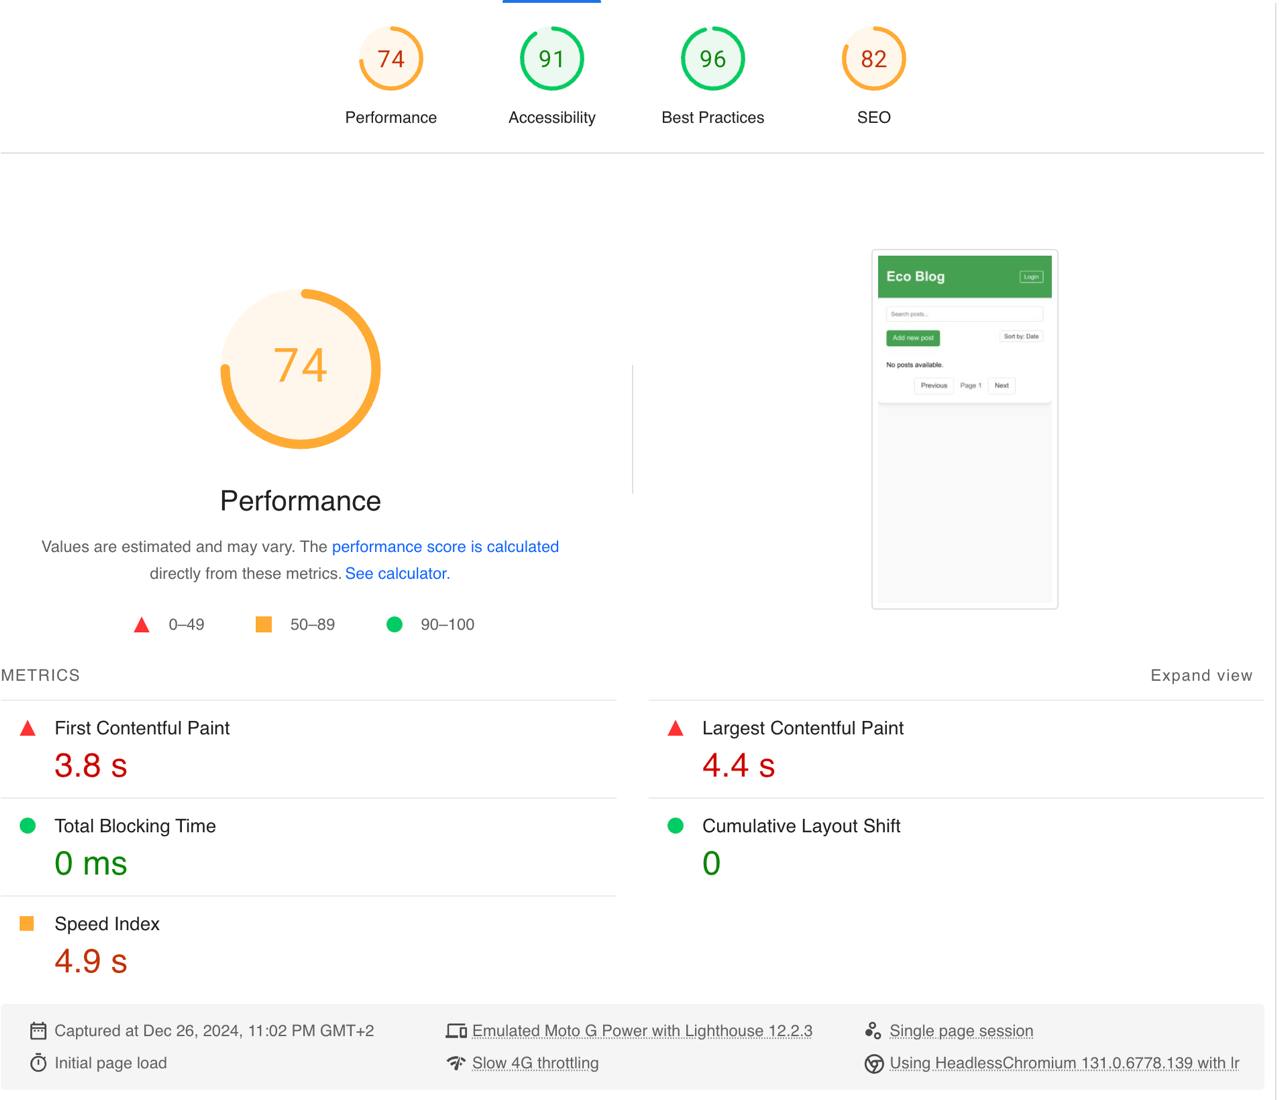 74
91
96
82
Performance
Accessibility
Best Practices
SEO
74
Performance
Values are estimated and may vary. The performance score is calculated
directly from these metrics. See calculator.
0–49
50–89
90–100
Eco Blog
Login
Search posts...
Add new post
Sort by: Date
No posts available.
Previous
Page 1
Next
METRICS
Expand view
First Contentful Paint
3.8 s
Largest Contentful Paint
4.4 s
Total Blocking Time
0 ms
Cumulative Layout Shift
0
Speed Index
4.9 s
Captured at Dec 26, 2024, 11:02 PM GMT+2
Emulated Moto G Power with Lighthouse 12.2.3
Single page session
Initial page load
Slow 4G throttling
Using HeadlessChromium 131.0.6778.139 with lr